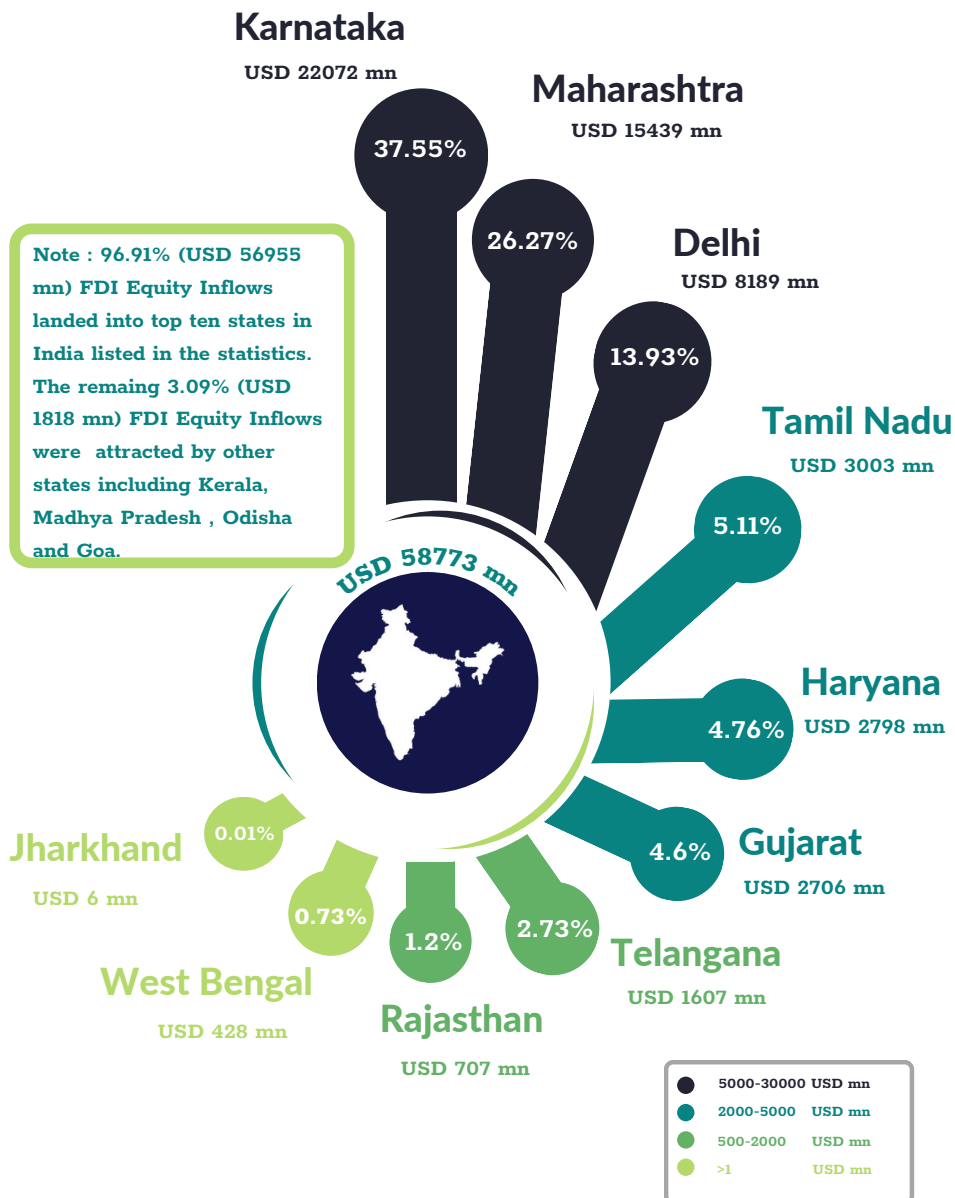 Karnataka
USD 22072 mn
37.55%
Maharashtra
USD 15439 mn
26.27%
Delhi
USD 8189 mn
13.93%
Note : 96.91% (USD 56955
mn) FDI Equity Inflows
landed into top ten states in
India listed in the statistics.
The remaing 3.09% (USD
1818 mn) FDI Equity Inflows
were attracted by other
states including Kerala,
Madhya Pradesh , Odisha
and Goa.
Tamil Nadu
USD 3003 mn
5.11%
USD 58773 mn
Haryana
USD 2798 mn
4.76%
Gujarat
USD 2706 mn
4.6%
Telangana
USD 1607 mn
2.73%
Rajasthan
USD 707 mn
1.2%
West Bengal
USD 428 mn
0.73%
Jharkhand
USD 6 mn
0.01%
5000-30000 USD mn
2000-5000 USD mn
500-2000 USD mn
>1 USD mn